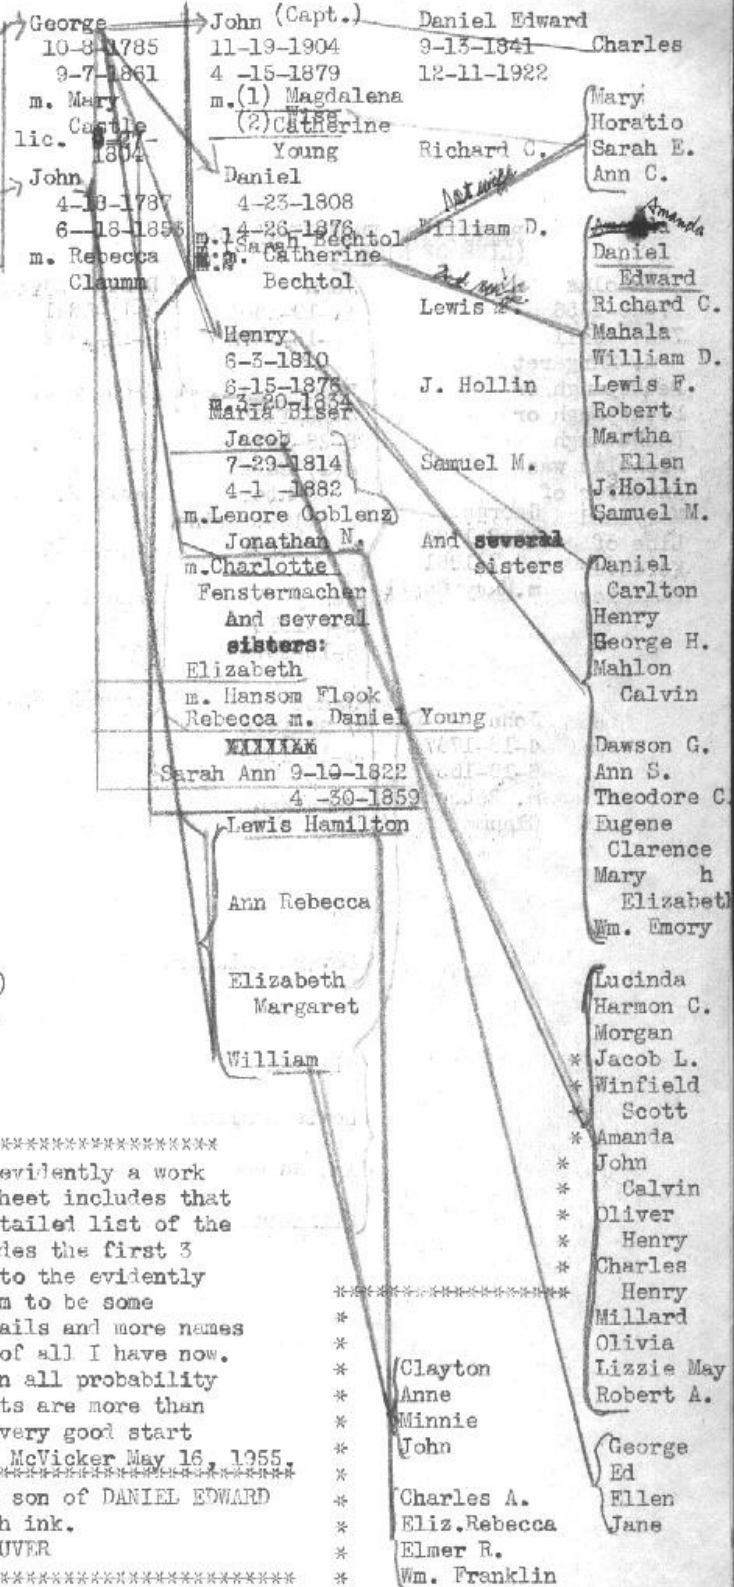 George
10-8-1785
9-7-1861
m. Mary
Castle
lic.
1804
John
4-18-1787
6--18-1853
m. Rebecca
Claumm
John (Capt.)
11-19-1904
4 -15-1879
m.(1) Magdalena
Wise
(2)Catherine
Young
Daniel
4-23-1808
4-26-1876
Sarah Bechtol
m. Catherine
Bechtol
Henry
6-3-1810
6-15-1875
m.3-20-1834
Maria Biser
Jacob
7-29-1814
4-1 -1882
m.Lenore Coblenz
Jonathan N.
m.Charlotte
Fenstermacher
And several
sisters:
Elizabeth
m. Hansom Flook
Rebecca m. Daniel Young
Sarah Ann 9-10-1822
4 -30-1859
Lewis Hamilton
Ann Rebecca
Elizabeth
Margaret
William
Daniel Edward
9-13-1841
12-11-1922
Richard C.
1st wife
William D.
2nd wife
Lewis F.
J. Hollin
Samuel M.
And several
sisters
Charles
Mary
Horatio
Sarah E.
Ann C.
Amanda
Daniel
Edward
Richard C.
Mahala
William D.
Lewis F.
Robert
Martha
Ellen
J.Hollin
Samuel M.
Daniel
Carlton
Henry
George H.
Mahlon
Calvin
Dawson G.
Ann S.
Theodore C.
Eugene
Clarence
Mary h
Elizabeth
Wm. Emory
Lucinda
Harmon C.
Morgan
* Jacob L.
* Winfield
* Scott
* Amanda
* John
* Calvin
* Oliver
* Henry
* Charles
Henry
Millard
Olivia
Lizzie May
Robert A.
George
Ed
Ellen
Jane
Clayton
Anne
Minnie
John
Charles A.
Eliz.Rebecca
Elmer R.
Wm. Franklin
evidently a work
heet includes that
tailed list of the
des the first 3
to the evidently
m to be some
ails and more names
of all I have now.
n all probability
ts are more than
very good start
McVicker May 16, 1955.
son of DANIEL EDWARD
h ink.
UVER